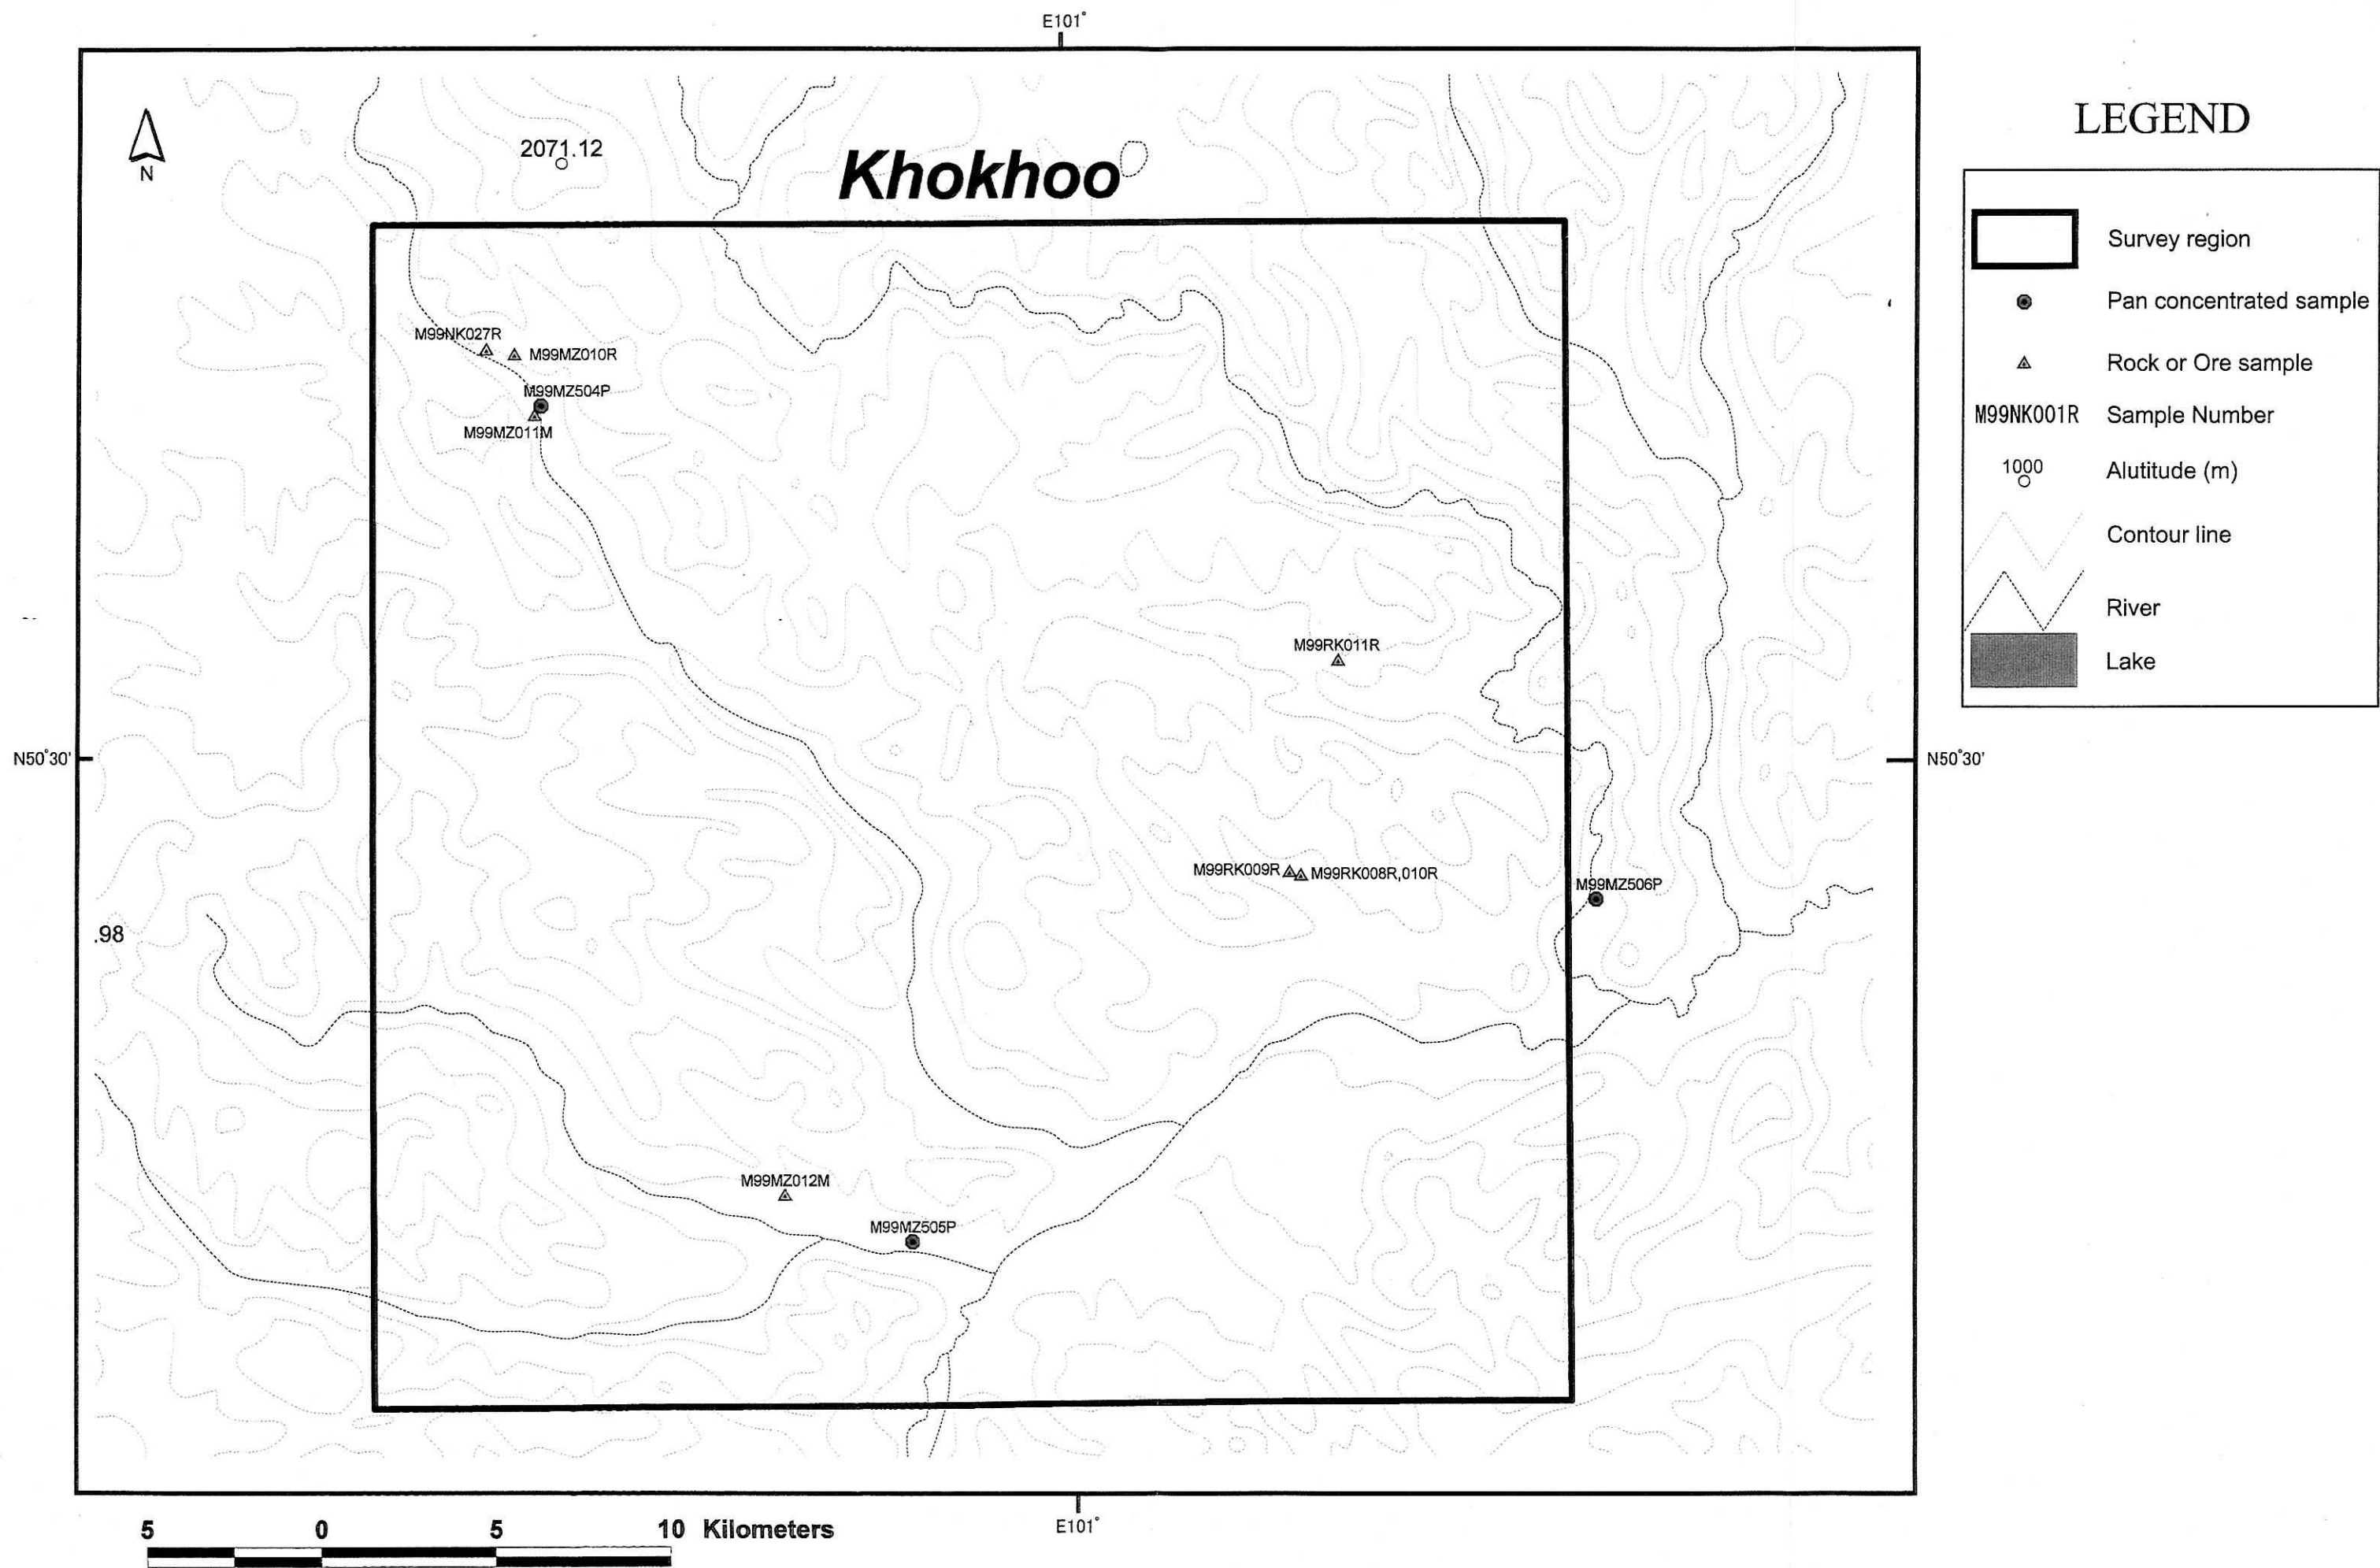 E101°
LEGEND
N
2071.12
Khokhoo
Survey region
Pan concentrated sample
Rock or Ore sample
M99NK001R Sample Number
1000
Alutitude (m)
Contour line
River
Lake
M99NK027R
M99MZ010R
M99MZ504P
M99MZ011M
M99RK011R
N50°30'
N50°30'
M99RK009R
M99RK008R,010R
M99MZ506P
.98
M99MZ012M
M99MZ505P
5 0 5 10 Kilometers
E101°